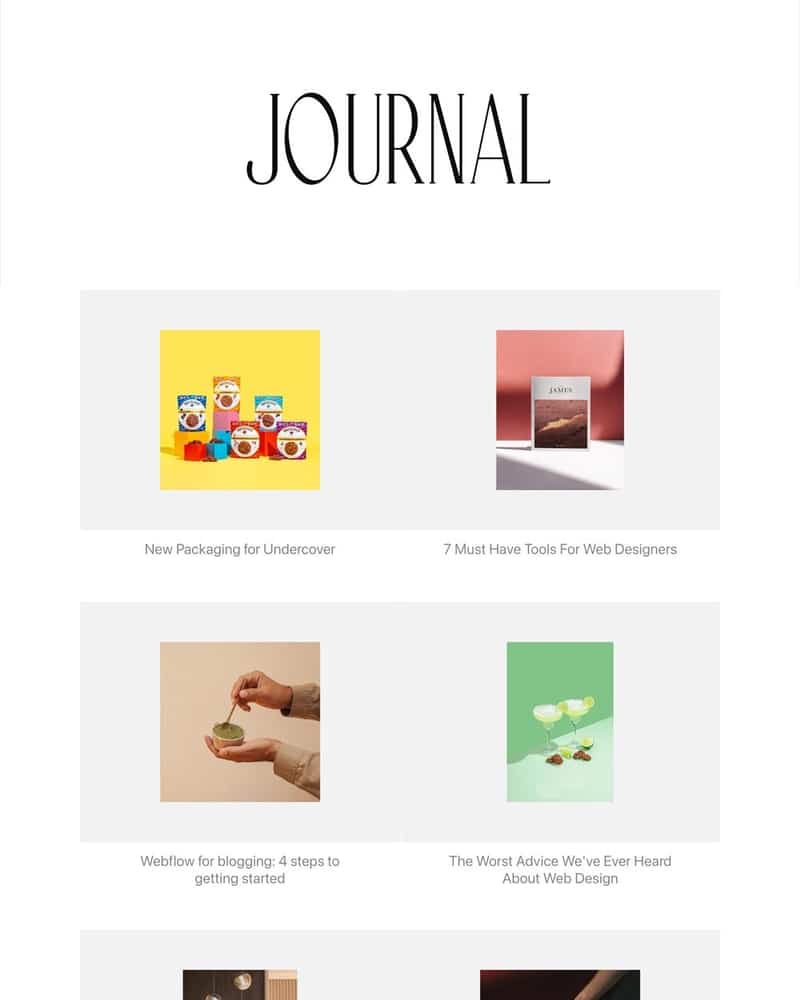 JOURNAL
JAMES
New Packaging for Undercover
7 Must Have Tools For Web Designers
Webflow for blogging: 4 steps to
getting started
The Worst Advice We've Ever Heard
About Web Design